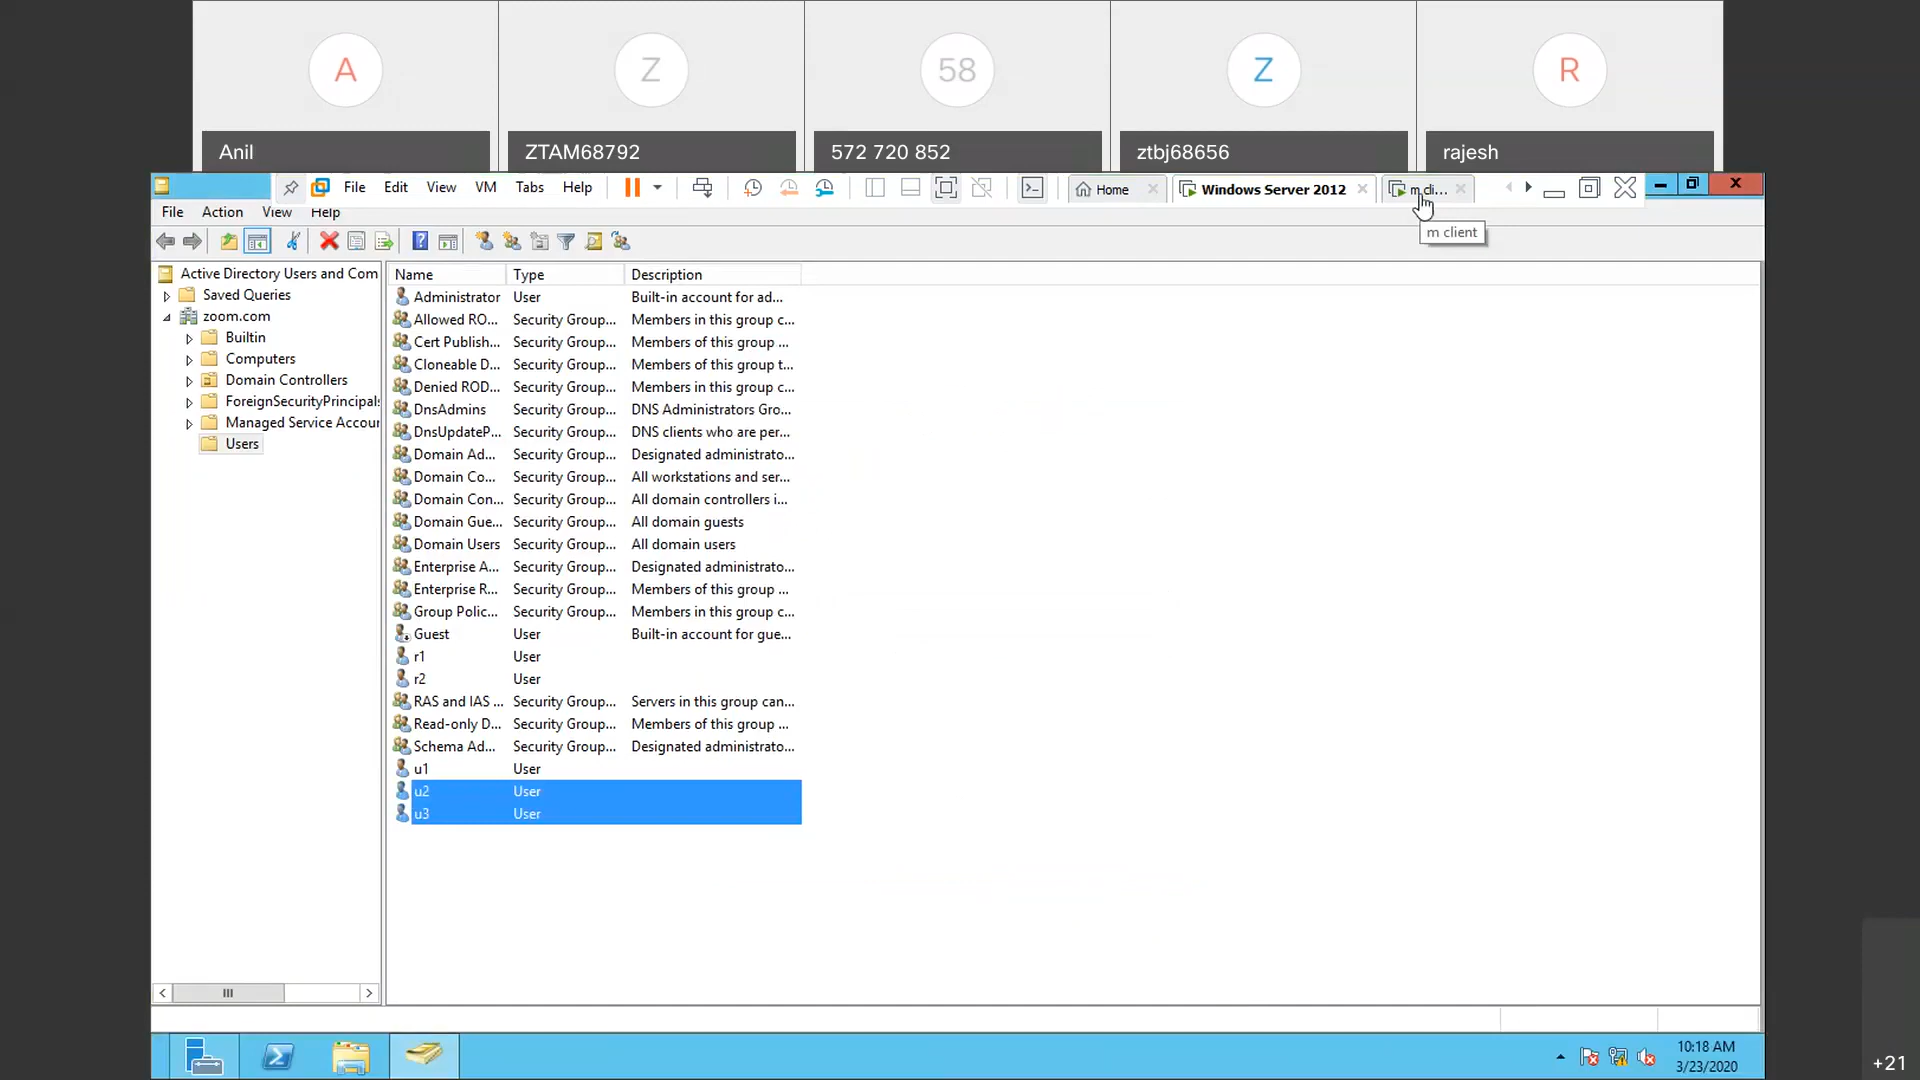 A
Z
58
Z
R
Anil
ZTAM68792
572 720 852
ztbj68656
rajesh
File Edit View VM Tabs Help
Home
Windows Server 2012
m cli...
m client
File Action View Help
Active Directory Users and Com
Saved Queries
zoom.com
Builtin
Computers
Domain Controllers
ForeignSecurityPrincipals
Managed Service Accour
Users
Name Type Description
Administrator User Built-in account for ad...
Allowed RO... Security Group... Members in this group c...
Cert Publish... Security Group... Members of this group ...
Cloneable D... Security Group... Members of this group t...
Denied ROD... Security Group... Members in this group c...
DnsAdmins Security Group... DNS Administrators Gro...
DnsUpdateP... Security Group... DNS clients who are per...
Domain Ad... Security Group... Designated administrato...
Domain Co... Security Group... All workstations and ser...
Domain Con... Security Group... All domain controllers i...
Domain Gue... Security Group... All domain guests
Domain Users Security Group... All domain users
Enterprise A... Security Group... Designated administrato...
Enterprise R... Security Group... Members of this group ...
Group Polic... Security Group... Members in this group c...
Guest User Built-in account for gue...
r1 User
r2 User
RAS and IAS ... Security Group... Servers in this group can...
Read-only D... Security Group... Members of this group ...
Schema Ad... Security Group... Designated administrato...
u1 User
u2 User
u3 User
10:18 AM
3/23/2020
+21